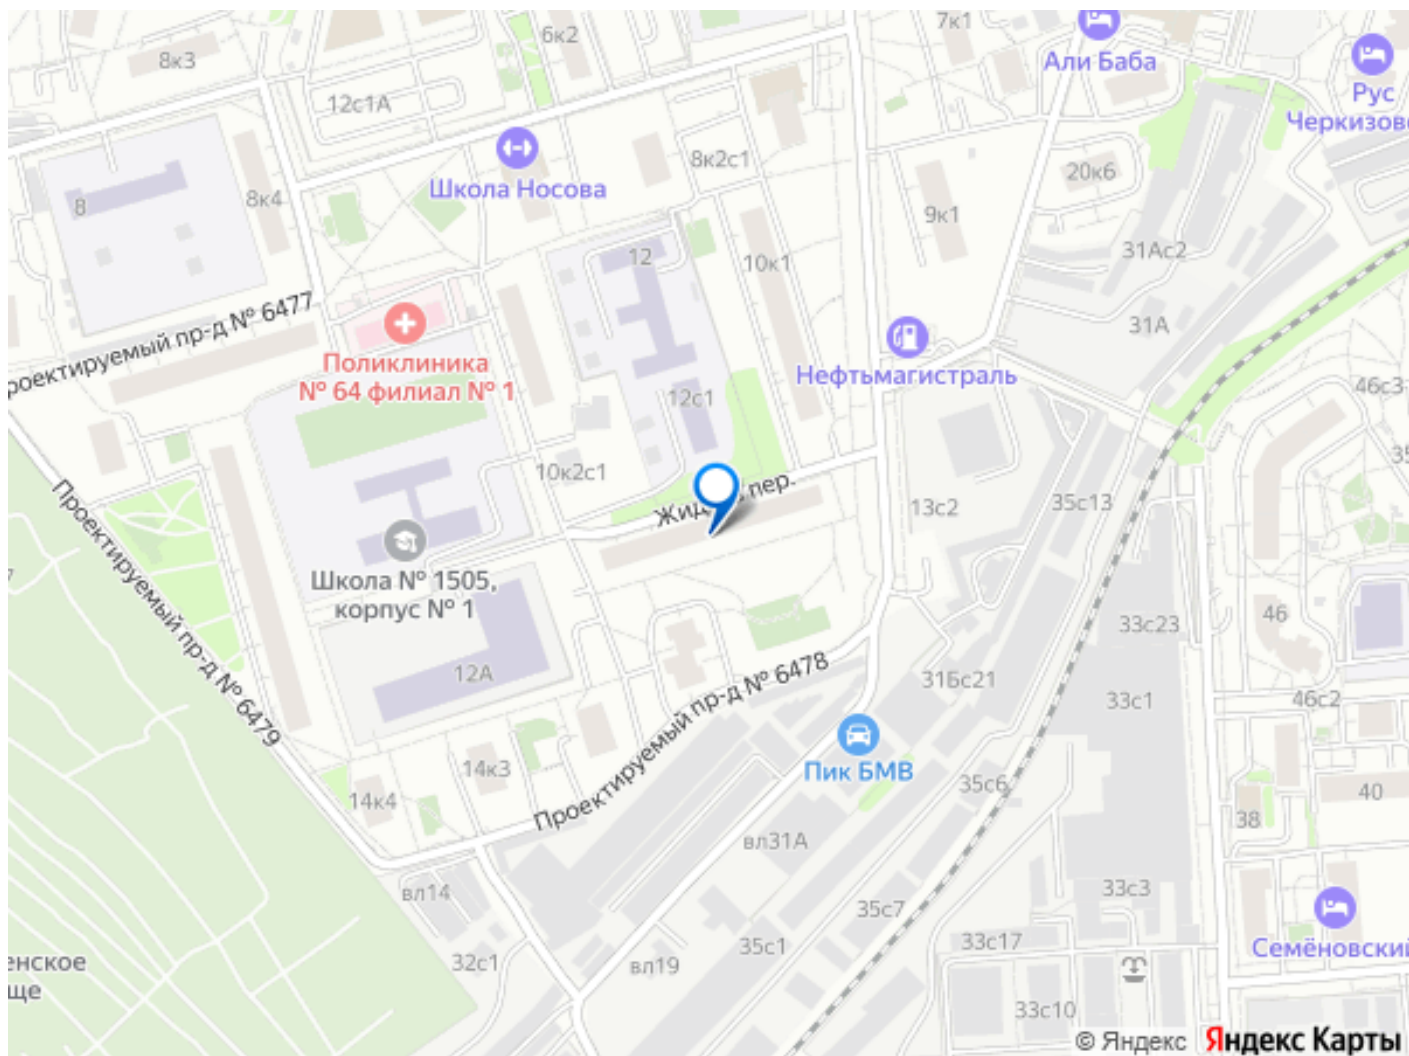 7к1
6к2
8к3
Али Баба
Рус
12с1А
8к2с1
20к6
Школа Носова
8
8к4
9к1
12
10к1
31Ас2
Проектируемый пр-д № 6477
31А
Поликлиника
№ 64 филиал № 1
Нефтьмагистраль
46с3
12с1
10к2с1
пер.
13с2
35с13
Школа № 1505,
корпус № 1
Проектируемый пр-д № 6479
46
33с23
12А
31Бс21
33с1
46с2
Проектируемый пр-д № 6478
14к3
Пик БМВ
35с6
14к4
40
38
вл31А
вл14
33с3
35с7
35с1
33с17
Семёновский
32с1
вл19
енское
ще
33с10
© Яндекс Яндекс Карты